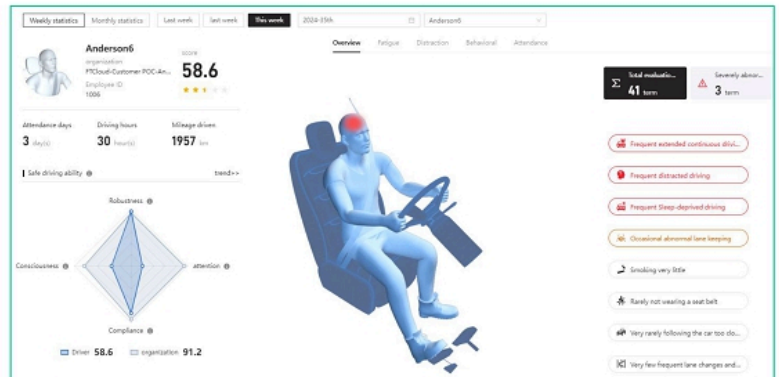 Weekly statistics
Monthly statistics
Last week
last week
This week
2024-35th
Anderson6
Overview
Fatigue
Distraction
Behavioral
Attendance
Anderson6
organization
FTCloud-Customer POC-An...
Employee ID
1006
score
58.6
Total evaluatio...
41 term
Severely abnor...
3 term
Attendance days
3 day(s)
Driving hours
30 hour(s)
Mileage driven
1957 km
Safe driving ability
trend>>
Robustness
Consciousness
attention
Compliance
Driver 58.6
organization 91.2
Frequent extended continuous drivi...
Frequent distracted driving
Frequent Sleep-deprived driving
Occasional abnormal lane keeping
Smoking very little
Rarely not wearing a seat belt
Very rarely following the car too clo...
Very few frequent lane changes and...